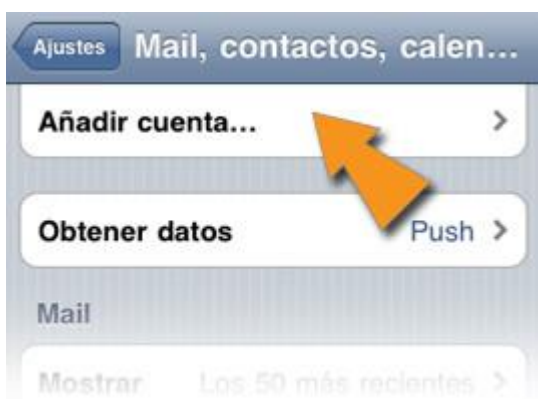 Ajustes Mail, contactos, calen...
Añadir cuenta...
Obtener datos Push
Mail
Mostrar Los 50 más recientes